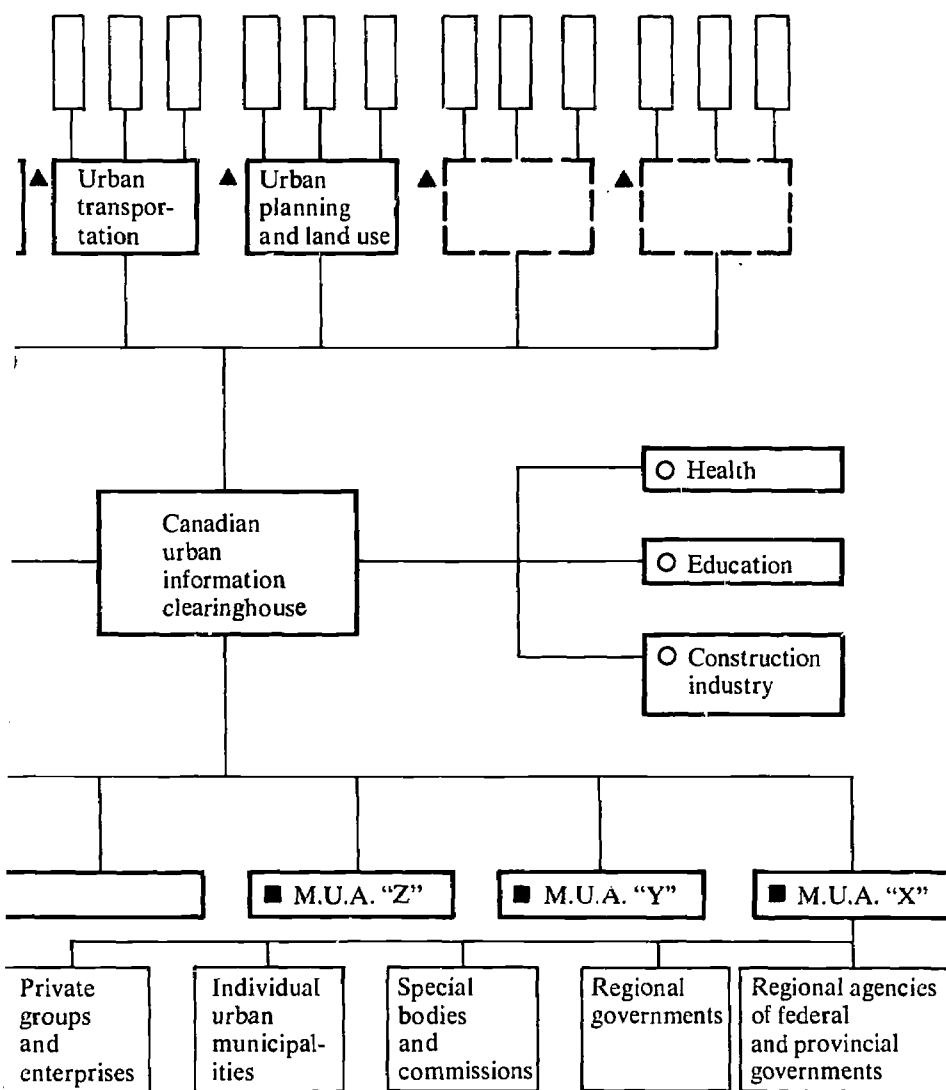 Urban
transpor-
tation
Urban
planning
and land use
Canadian
urban
information
clearinghouse
Health
Education
Construction
industry
M.U.A. “Z”
M.U.A. “Y”
M.U.A. “X”
Private
groups
and
enterprises
Individual
urban
municipal-
ities
Special
bodies
and
commissions
Regional
governments
Regional agencies
of federal
and provincial
governments